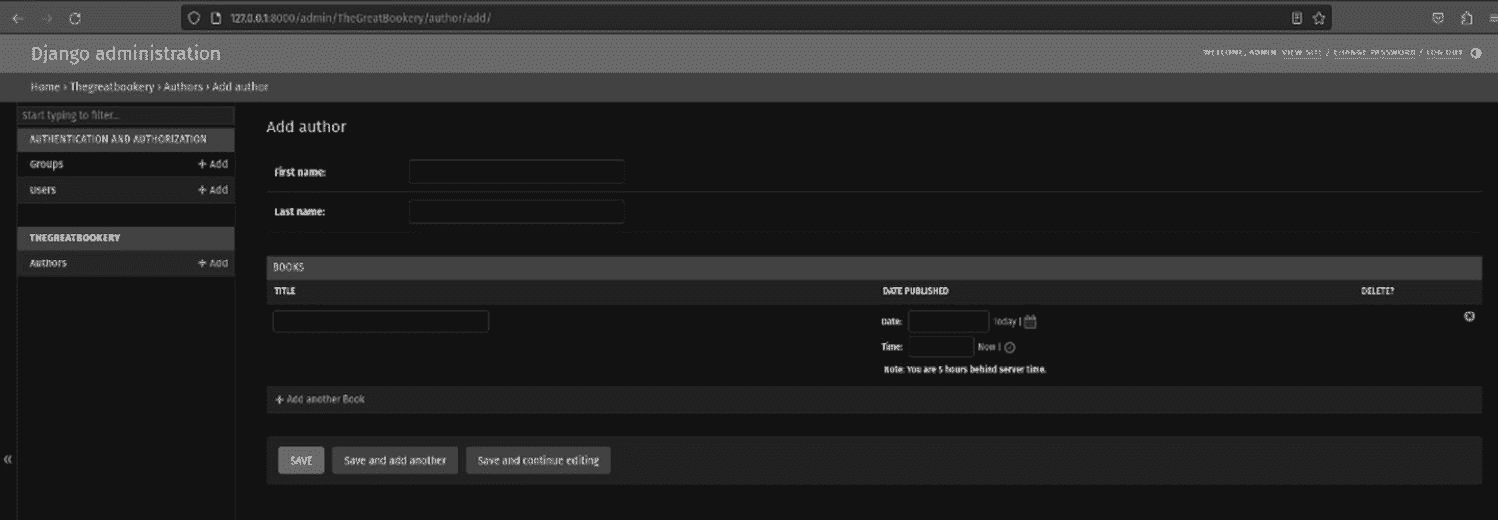 127.0.0.1:8000/admin/TheGreatBookery/author/add/
Django administration
WELCOME, ADMIN. VIEW SITE / CHANGE PASSWORD / LOG OUT
Home › Thegreatbookery › Authors › Add author
Start typing to filter...
AUTHENTICATION AND AUTHORIZATION
Groups + Add
Users + Add
THEGREATBOOKERY
Authors + Add
«
Add author
First name:
Last name:
BOOKS
TITLE DATE PUBLISHED DELETE?
Date: Today |
Time: Now |
Note: You are 5 hours behind server time.
+ Add another Book
SAVE Save and add another Save and continue editing